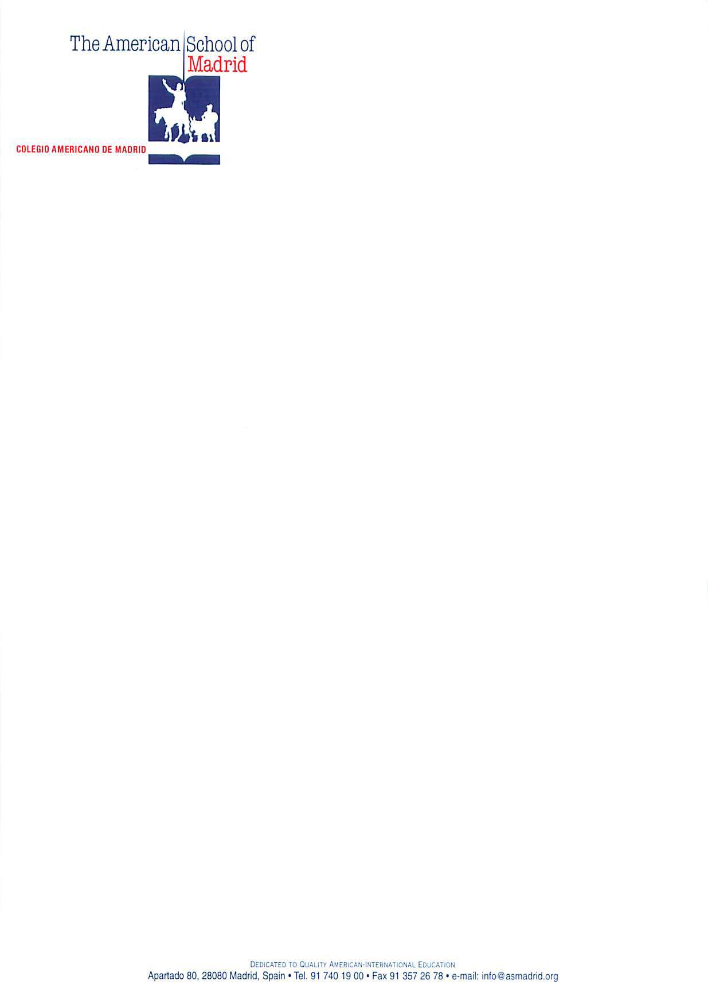 The American School of
Madrid
COLEGIO AMERICANO DE MADRID
DEDICATED TO QUALITY AMERICAN-INTERNATIONAL EDUCATION
Apartado 80, 28080 Madrid, Spain • Tel. 91 740 19 00 • Fax 91 357 26 78 • e-mail: info@asmadrid.org